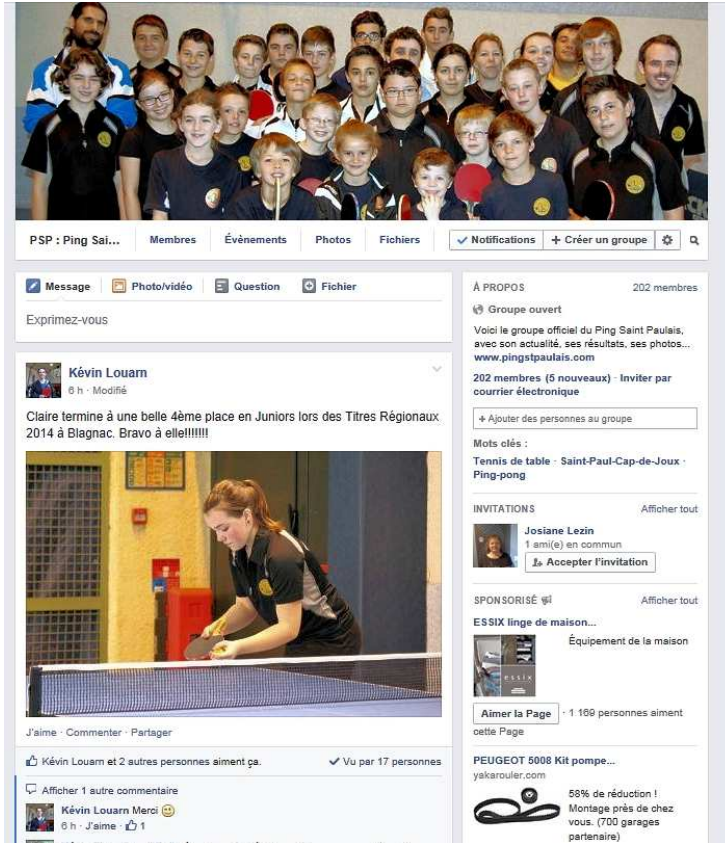 PSP : Ping Sai...
Membres
Évènements
Photos
Fichiers
Notifications
+ Créer un groupe
Message
Photo/vidéo
Question
Fichier
Exprimez-vous
Kévin Louarn
6 h · Modifié
Claire termine à une belle 4ème place en Juniors lors des Titres Régionaux
2014 à Blagnac. Bravo à elle!!!!!!!
J'aime · Commenter · Partager
Kévin Louarn et 2 autres personnes aiment ça.
Vu par 17 personnes
Afficher 1 autre commentaire
Kévin Louarn Merci
6 h · J'aime · 1
À PROPOS
202 membres
Groupe ouvert
Voici le groupe officiel du Ping Saint Paulais,
avec son actualité, ses résultats, ses photos...
www.pingstpaulais.com
202 membres (5 nouveaux) · Inviter par
courrier électronique
+ Ajouter des personnes au groupe
Mots clés :
Tennis de table · Saint-Paul-Cap-de-Joux ·
Ping-pong
INVITATIONS
Afficher tout
Josiane Lezin
1 ami(e) en commun
Accepter l'invitation
SPONSORISÉ
Afficher tout
ESSIX linge de maison...
essix
Équipement de la maison
Aimer la Page · 1 169 personnes aiment
cette Page
PEUGEOT 5008 Kit pompe...
yakarouler.com
58% de réduction !
Montage près de chez
vous. (700 garages
partenaire)